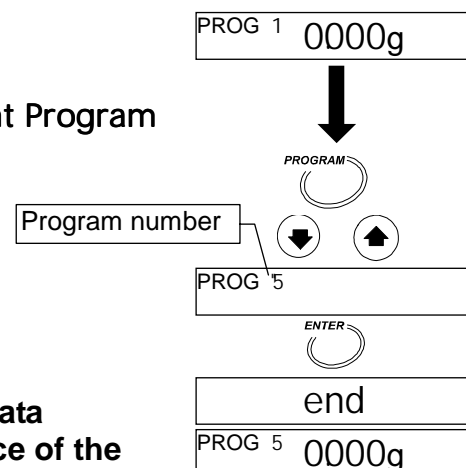 PROG 1 0000g
t Program
PROGRAM
Program number
PROG 5
ENTER
end
ata
ce of the
PROG 5 0000g